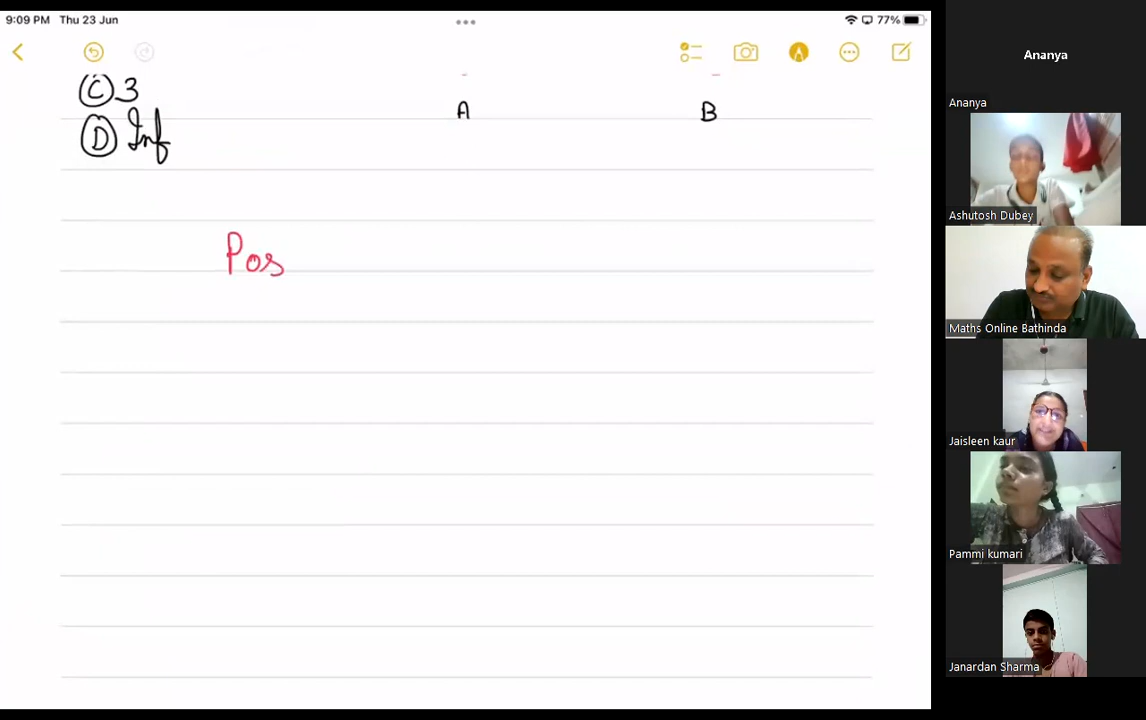 9:09 PM Thu 23 Jun
77%
Ⓒ 3
A B
Ⓓ Inf
Pos
Ananya
Ananya
Ashutosh Dubey
Maths Online Bathinda
Jaisleen kaur
Pammi kumari
Janardan Sharma